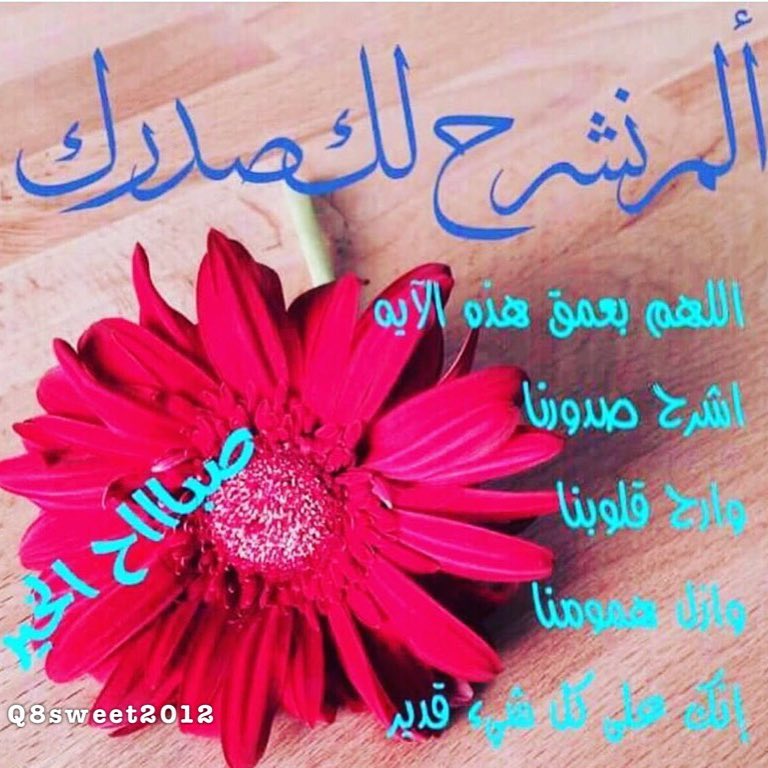 ألم نشرح لك صدرك
اللهم بعمق هذه الآيه
اشرح صدورنا
وارح قلوبنا
وازل همومنا
إنك على كل شيء قدير
صباااااح الخير
Q8sweet2012